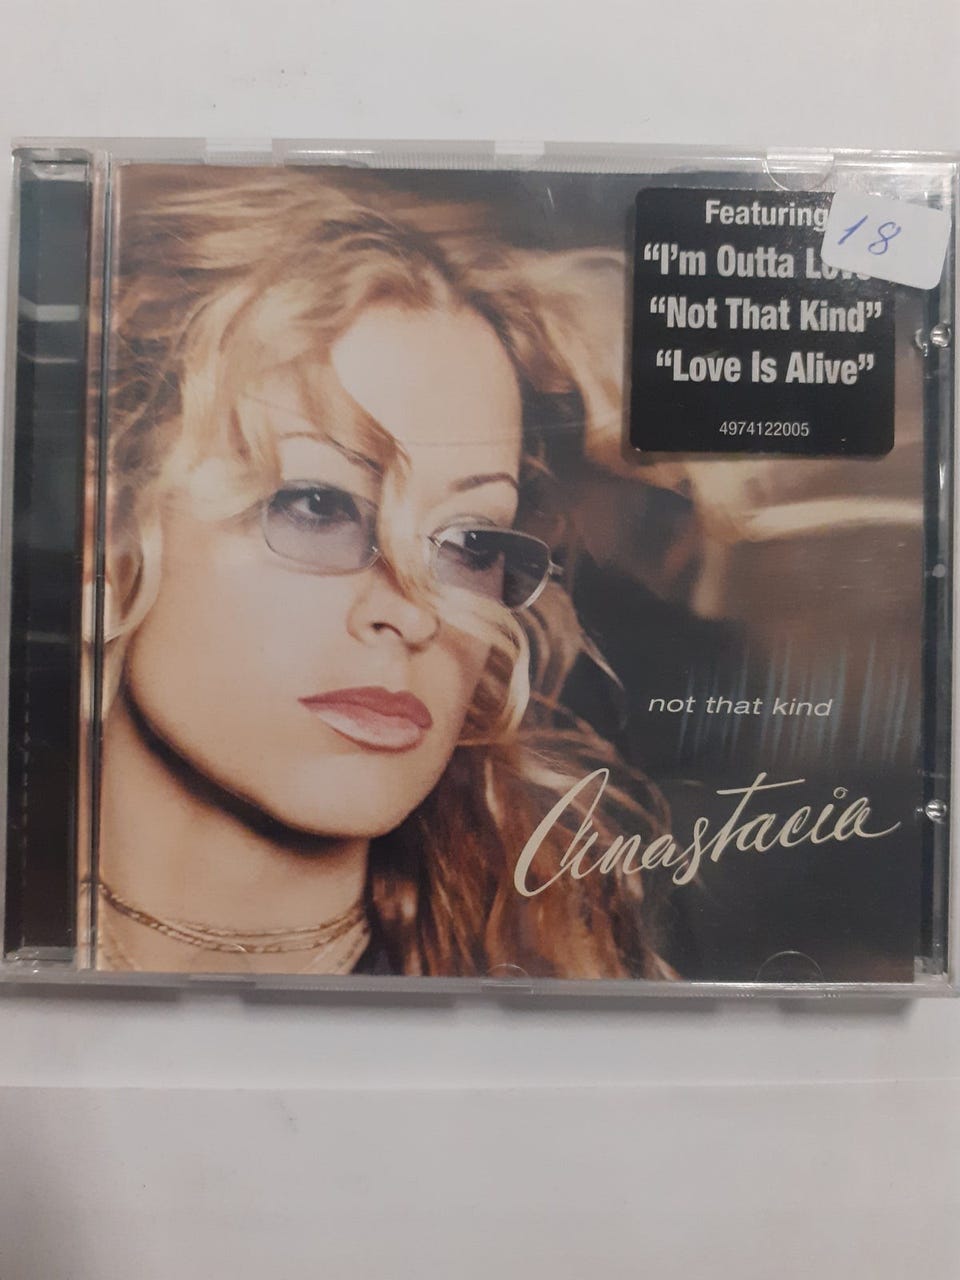 Featuring
18
"I'm Outta Love"
"Not That Kind"
"Love Is Alive"
4974122005
not that kind
Anastacia